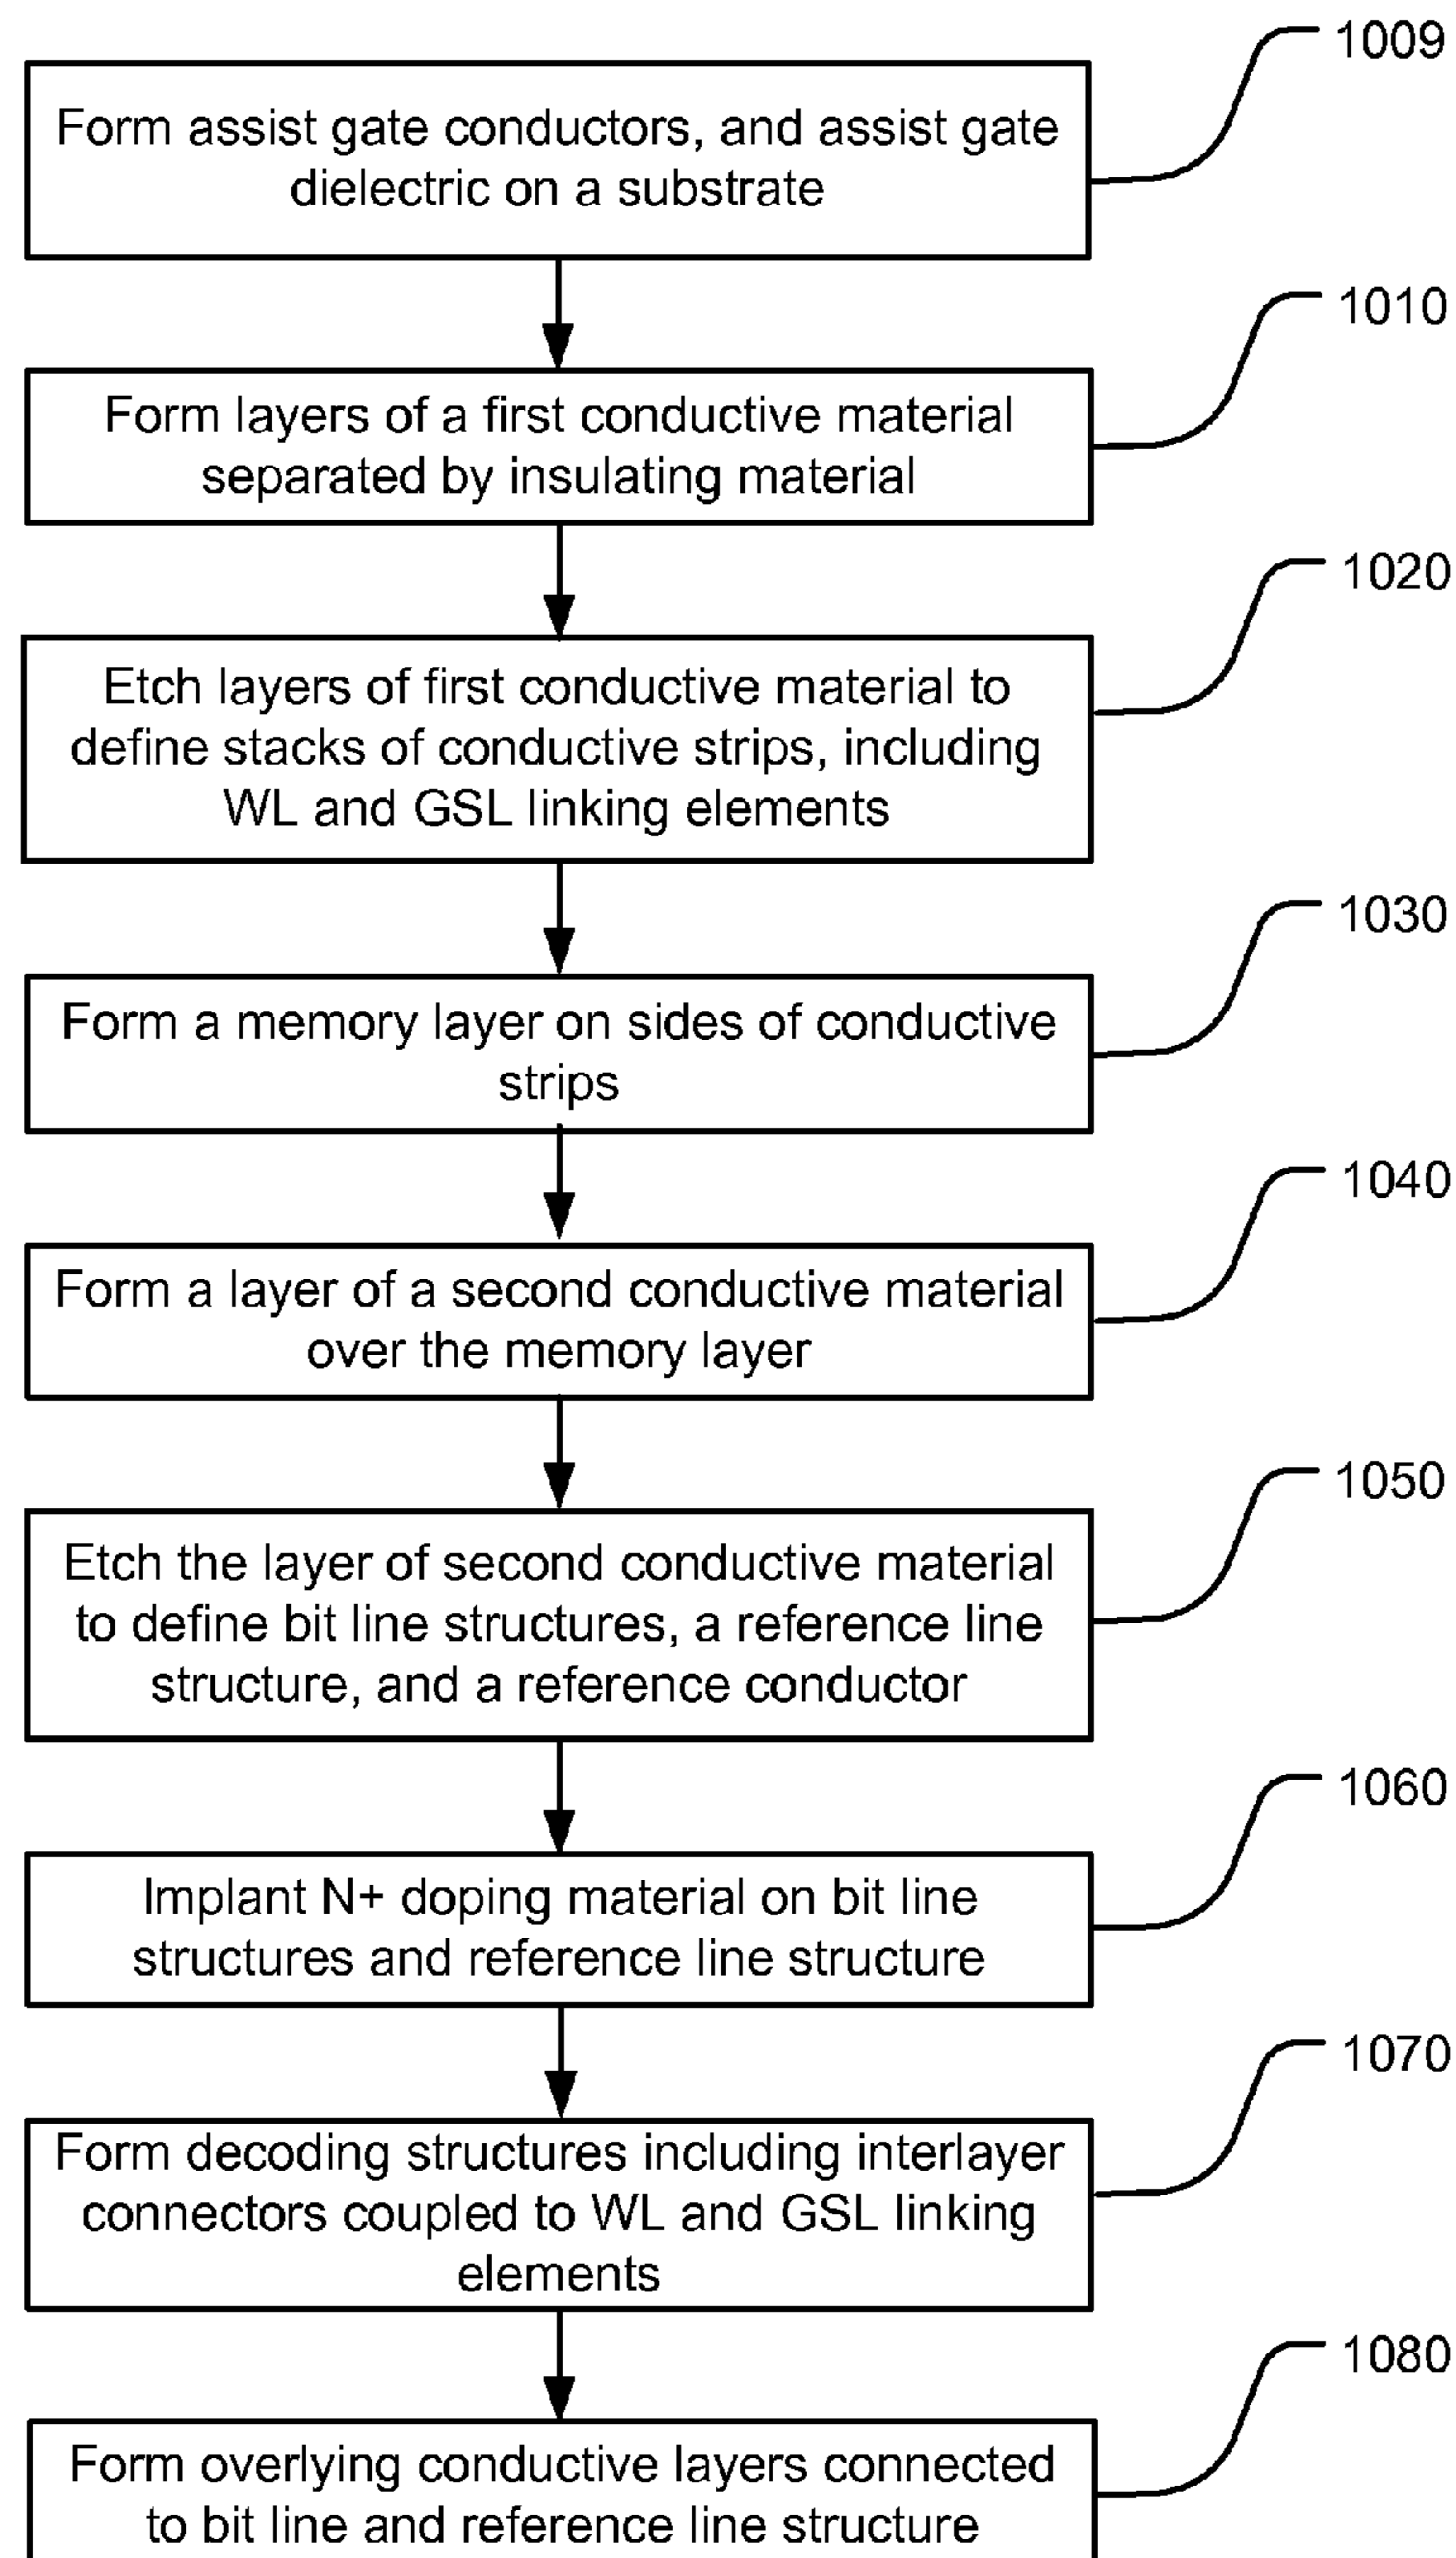 1009
Form assist gate conductors, and assist gate
dielectric on a substrate
1010
Form layers of a first conductive material
separated by insulating material
1020
Etch layers of first conductive material to
define stacks of conductive strips, including
WL and GSL linking elements
1030
Form a memory layer on sides of conductive
strips
1040
Form a layer of a second conductive material
over the memory layer
1050
Etch the layer of second conductive material
to define bit line structures, a reference line
structure, and a reference conductor
1060
Implant N+ doping material on bit line
structures and reference line structure
1070
Form decoding structures including interlayer
connectors coupled to WL and GSL linking
elements
1080
Form overlying conductive layers connected
to bit line and reference line structure